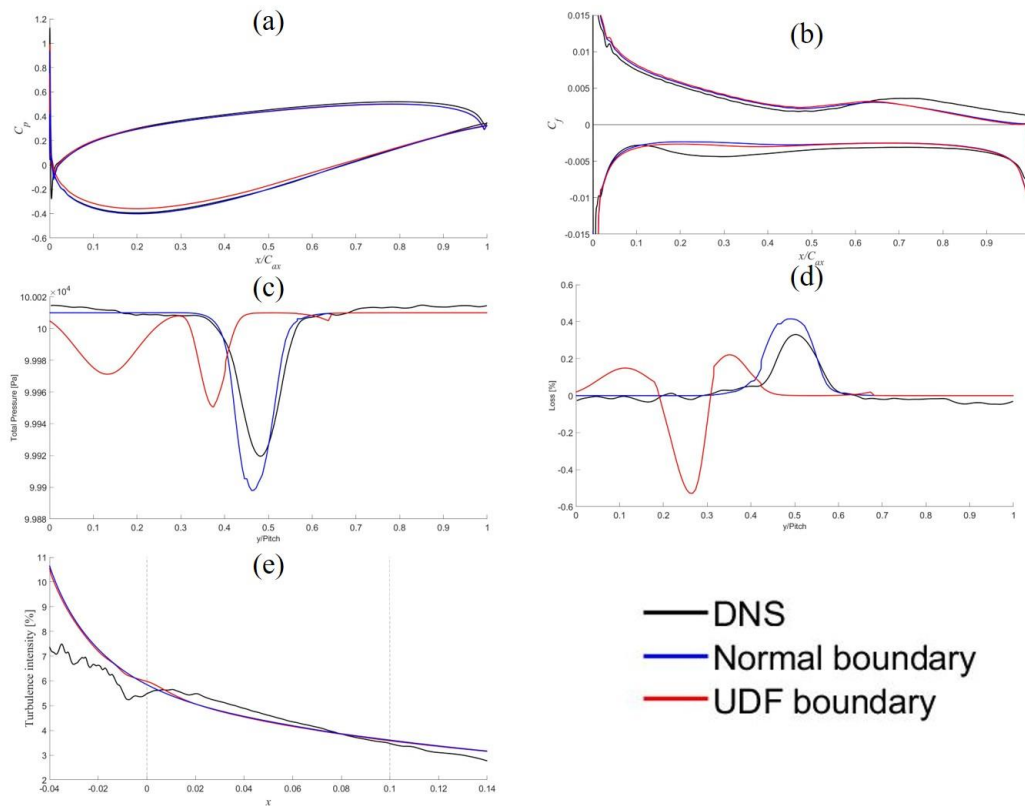 (a)
1.2
1
0.8
0.6
0.4
0.2
0
-0.2
-0.4
-0.6
C_p
0 0.1 0.2 0.3 0.4 0.5 0.6 0.7 0.8 0.9 1
x/C_ax
(b)
0.015
0.01
0.005
0
-0.005
-0.01
-0.015
C_f
0 0.1 0.2 0.3 0.4 0.5 0.6 0.7 0.8 0.9 1
x/C_ax
(c)
×10⁴
10.002
10
9.998
9.996
9.994
9.992
9.99
9.988
Total Pressure [Pa]
0 0.1 0.2 0.3 0.4 0.5 0.6 0.7 0.8 0.9 1
y/Pitch
(d)
0.6
0.4
0.2
0
-0.2
-0.4
-0.6
Loss [%]
0 0.1 0.2 0.3 0.4 0.5 0.6 0.7 0.8 0.9 1
y/Pitch
(e)
11
10
9
8
7
6
5
4
3
2
Turbulence intensity [%]
-0.04 -0.02 0 0.02 0.04 0.06 0.08 0.1 0.12 0.14
x
DNS
Normal boundary
UDF boundary